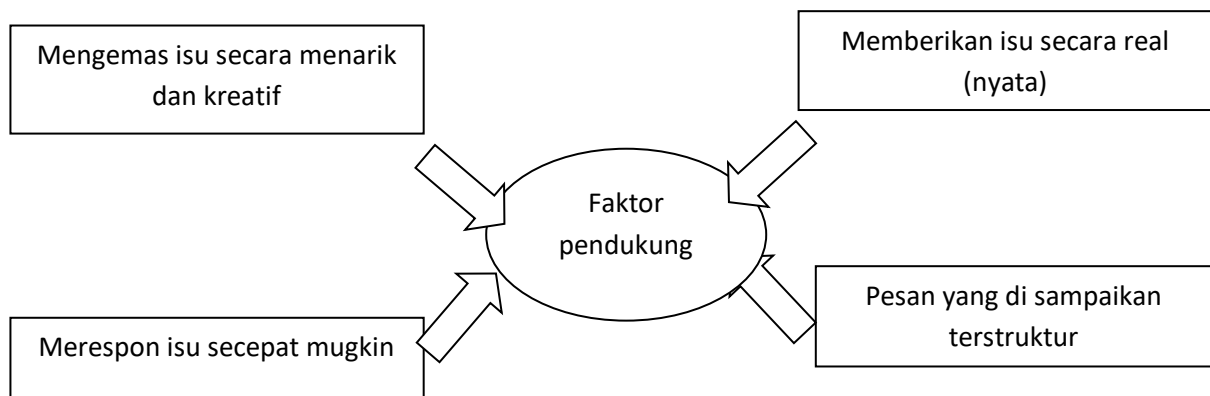 Mengemas isu secara menarik
dan kreatif
Memberikan isu secara real
(nyata)
Faktor
pendukung
Merespon isu secepat mugkin
Pesan yang di sampaikan
terstruktur